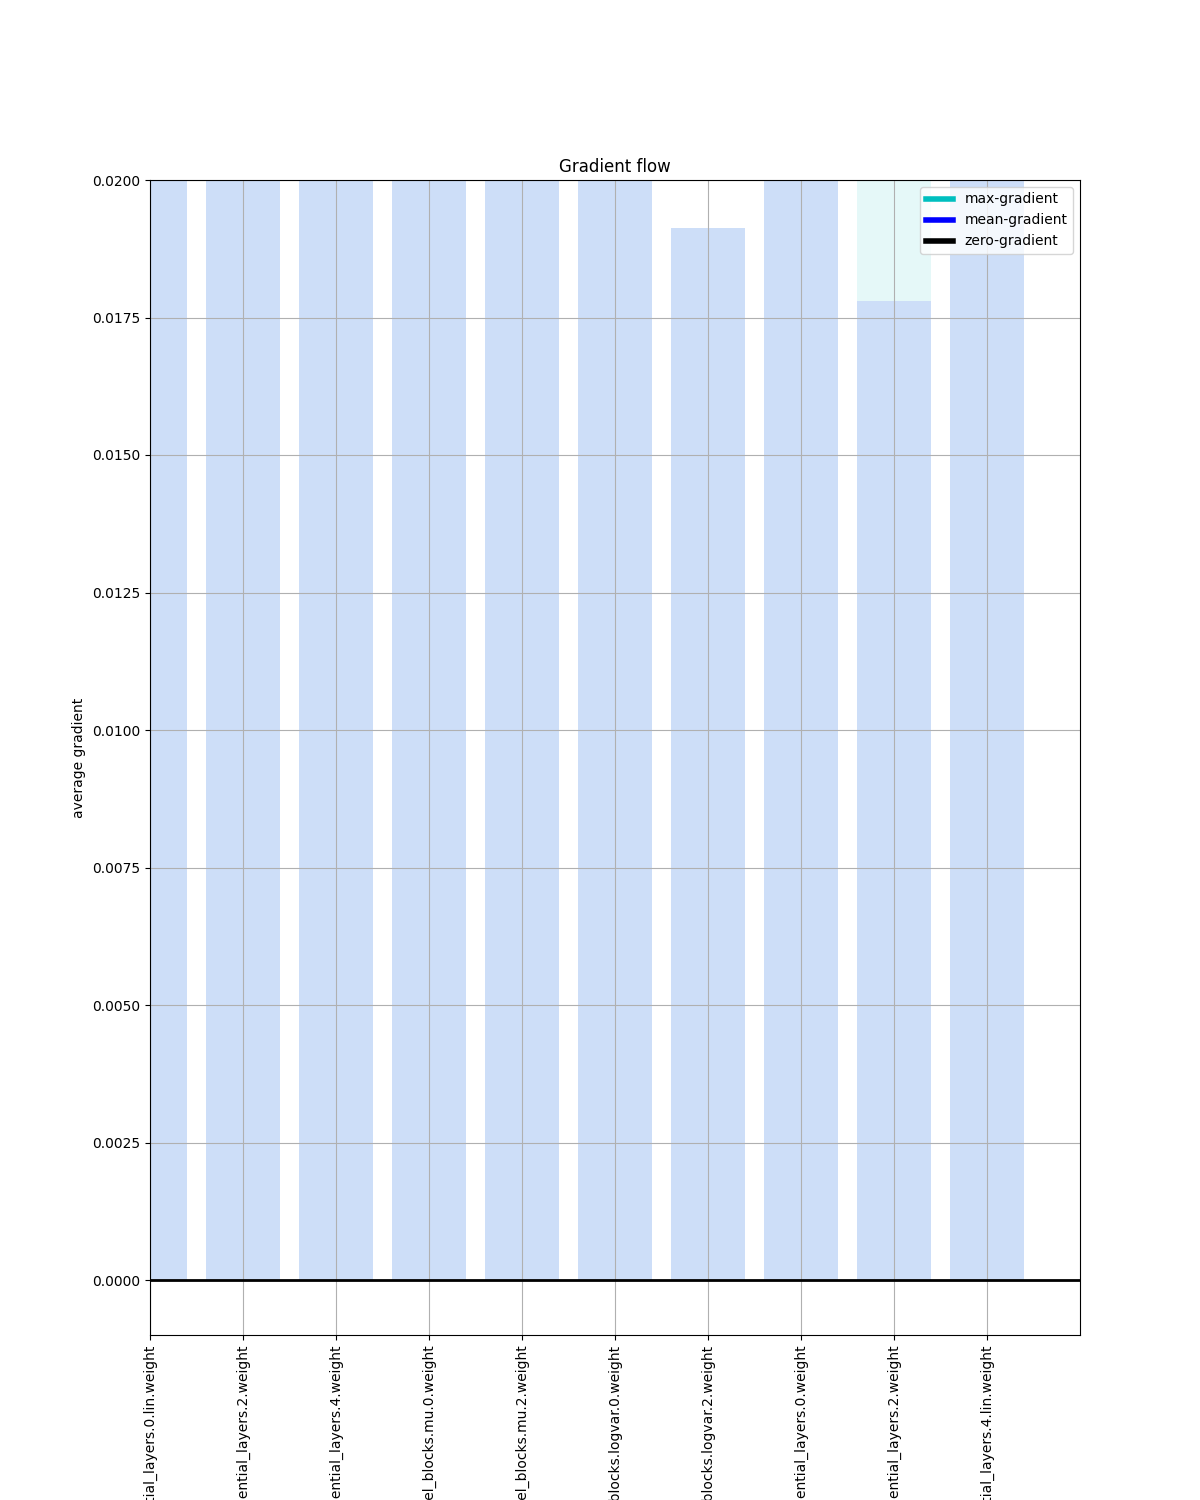 Gradient flow
max-gradient
mean-gradient
zero-gradient
0.0200
0.0175
0.0150
0.0125
0.0100
0.0075
0.0050
0.0025
0.0000
average gradient
tial_layers.0.lin.weight
ential_layers.2.weight
ential_layers.4.weight
el_blocks.mu.0.weight
el_blocks.mu.2.weight
blocks.logvar.0.weight
blocks.logvar.2.weight
ential_layers.0.weight
ential_layers.2.weight
tial_layers.4.lin.weight